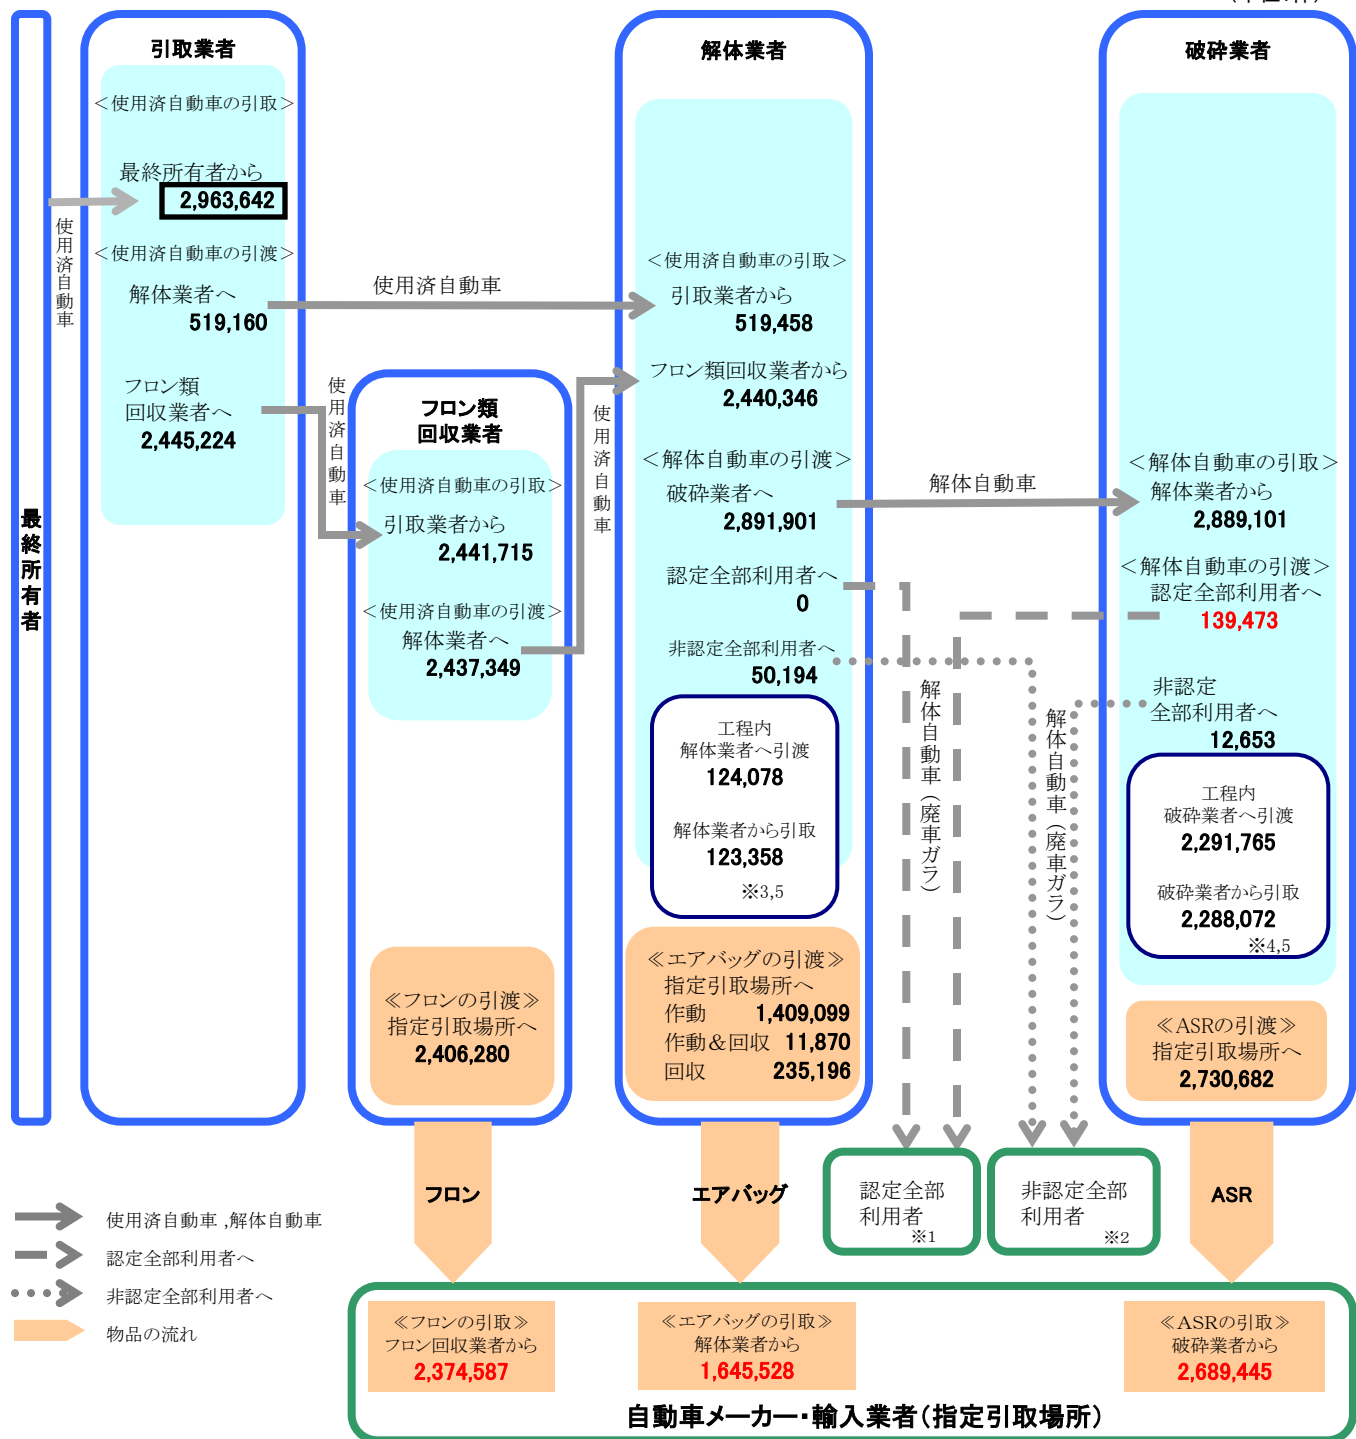 引取業者
＜使用済自動車の引取＞
最終所有者から
2,963,642
＜使用済自動車の引渡＞
解体業者へ
519,160
フロン類
回収業者へ
2,445,224
最終所有者
使用済自動車
使用済自動車
使用済自動車
フロン類
回収業者
＜使用済自動車の引取＞
引取業者から
2,441,715
＜使用済自動車の引渡＞
解体業者へ
2,437,349
≪フロンの引渡≫
指定引取場所へ
2,406,280
使用済自動車
解体業者
＜使用済自動車の引取＞
引取業者から
519,458
フロン類回収業者から
2,440,346
＜解体自動車の引渡＞
破砕業者へ
2,891,901
認定全部利用者へ
0
非認定全部利用者へ
50,194
工程内
解体業者へ引渡
124,078
解体業者から引取
123,358
※3,5
≪エアバッグの引渡≫
指定引取場所へ
作動 1,409,099
作動＆回収 11,870
回収 235,196
解体自動車
解体自動車（廃車ガラ）
解体自動車（廃車ガラ）
破砕業者
＜解体自動車の引取＞
解体業者から
2,889,101
＜解体自動車の引渡＞
認定全部利用者へ
139,473
非認定
全部利用者へ
12,653
工程内
破砕業者へ引渡
2,291,765
破砕業者から引取
2,288,072
※4,5
≪ASRの引渡≫
指定引取場所へ
2,730,682
フロン
エアバッグ
認定全部
利用者
※1
非認定全部
利用者
※2
ASR
使用済自動車 ,解体自動車
認定全部利用者へ
非認定全部利用者へ
物品の流れ
≪フロンの引取≫
フロン回収業者から
2,374,587
≪エアバッグの引取≫
解体業者から
1,645,528
≪ASRの引取≫
破砕業者から
2,689,445
自動車メーカー・輸入業者（指定引取場所）